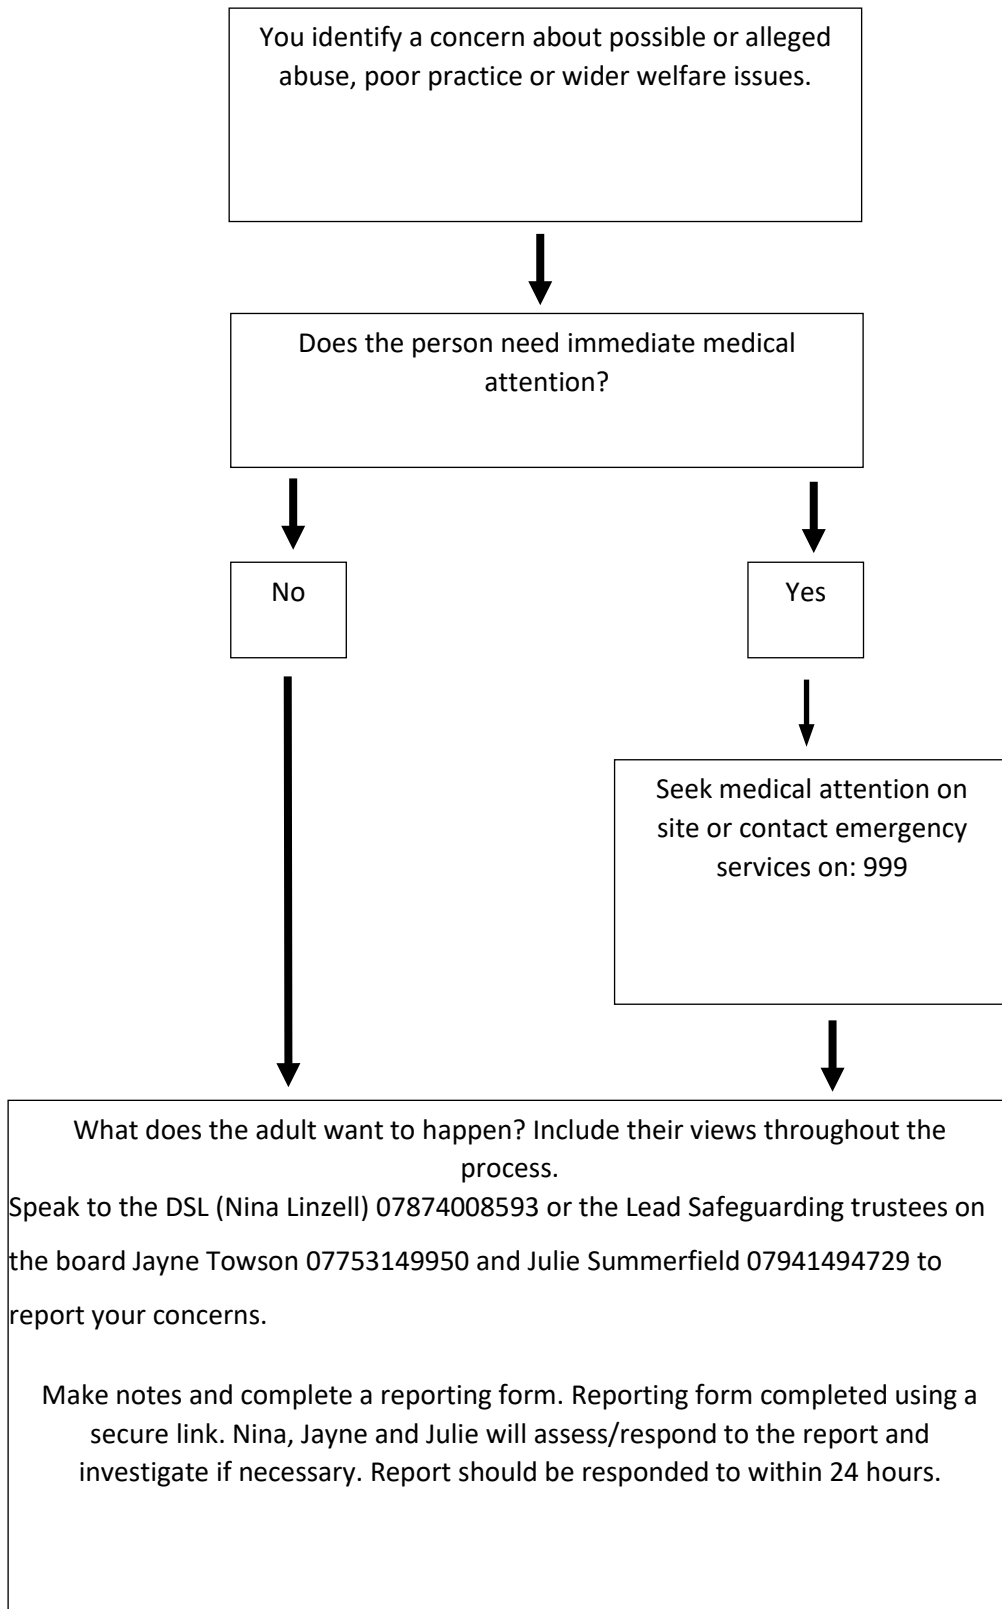 You identify a concern about possible or alleged
abuse, poor practice or wider welfare issues.
Does the person need immediate medical
attention?
No
Yes
Seek medical attention on
site or contact emergency
services on: 999
What does the adult want to happen? Include their views throughout the
process.
Speak to the DSL (Nina Linzell) 07874008593 or the Lead Safeguarding trustees on
the board Jayne Towson 07753149950 and Julie Summerfield 07941494729 to
report your concerns.
Make notes and complete a reporting form. Reporting form completed using a
secure link. Nina, Jayne and Julie will assess/respond to the report and
investigate if necessary. Report should be responded to within 24 hours.